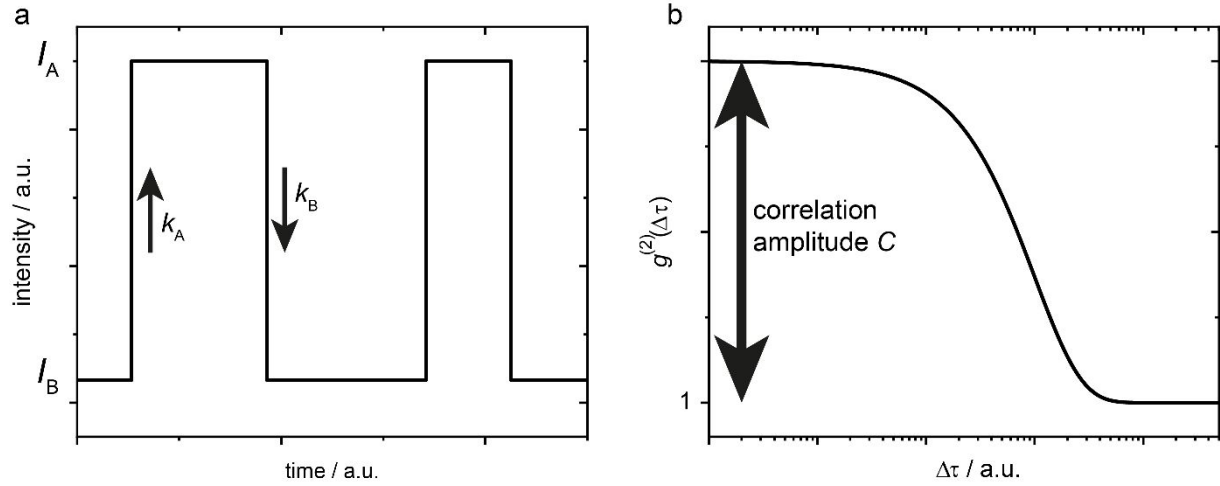 a
I_A
k_A
k_B
intensity / a.u.
I_B
time / a.u.
b
g^(2)(Δτ)
correlation
amplitude C
1
Δτ / a.u.